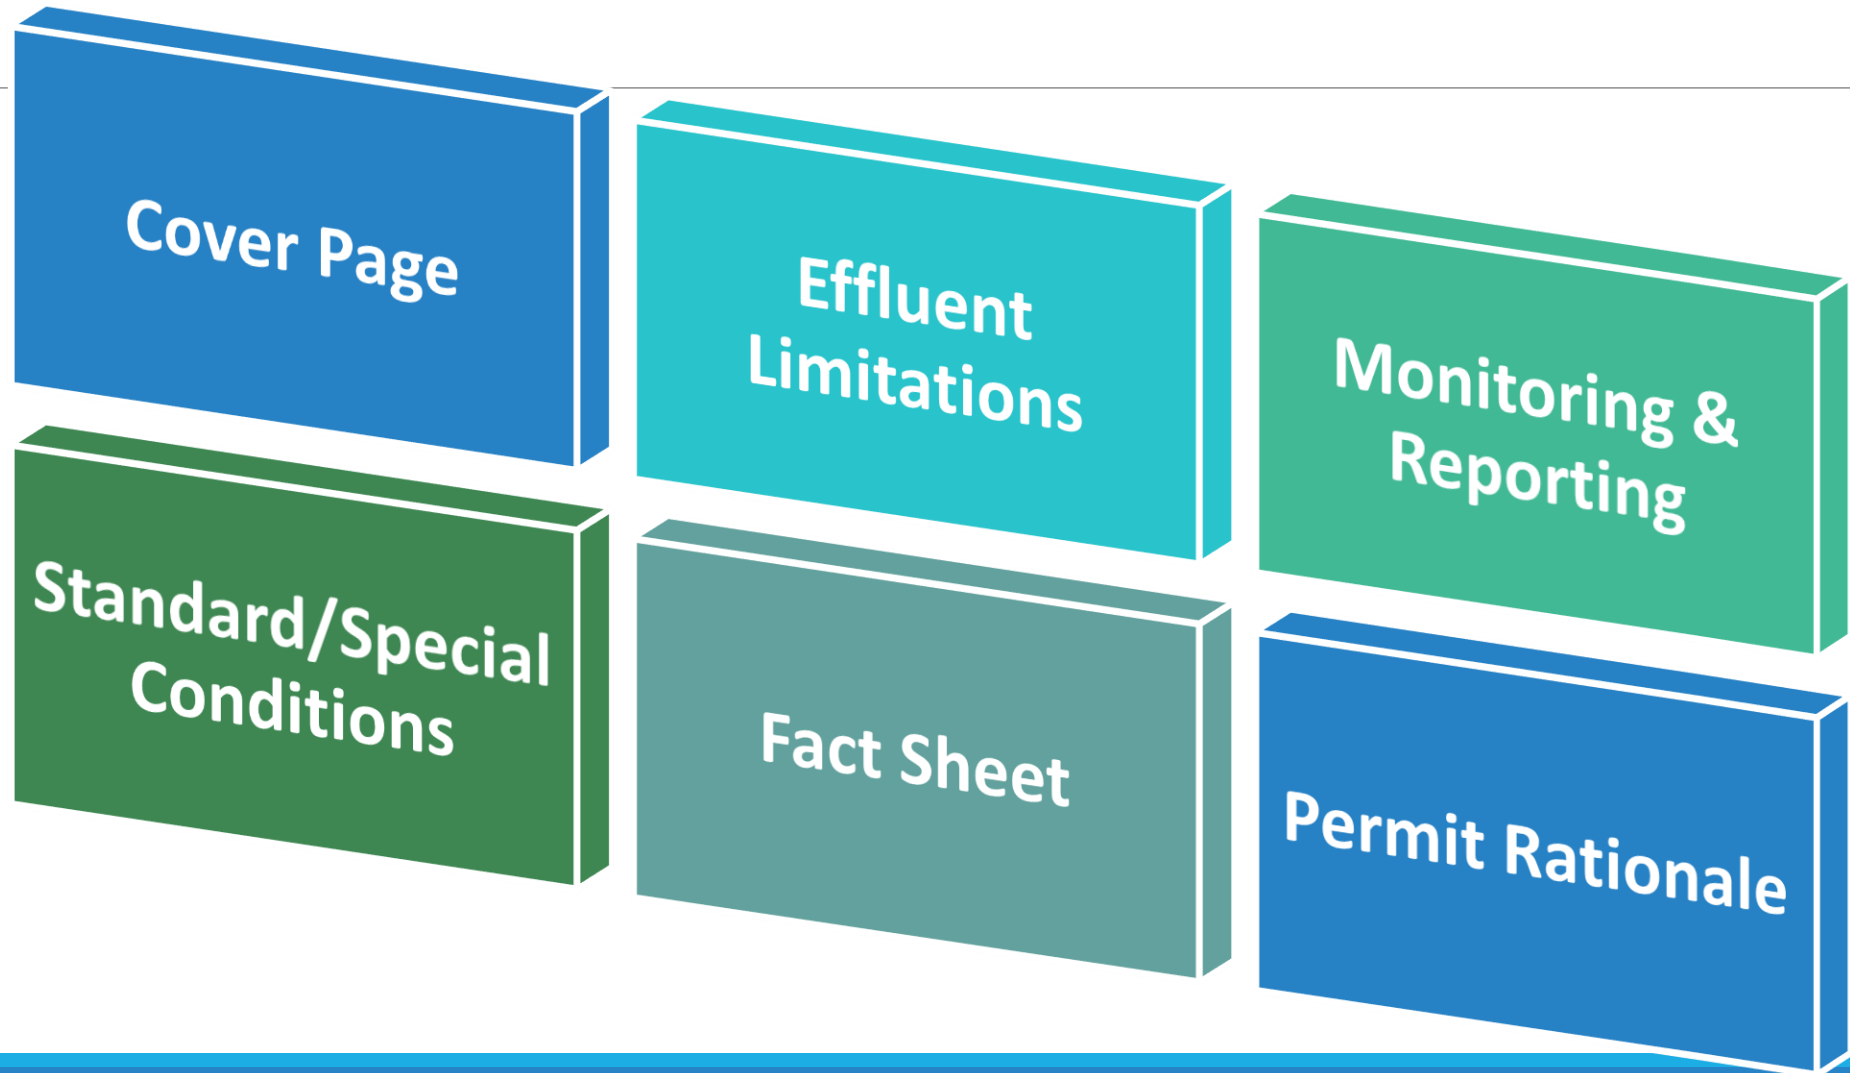 Cover Page
Effluent
Limitations
Monitoring &
Reporting
Standard/Special
Conditions
Fact Sheet
Permit Rationale